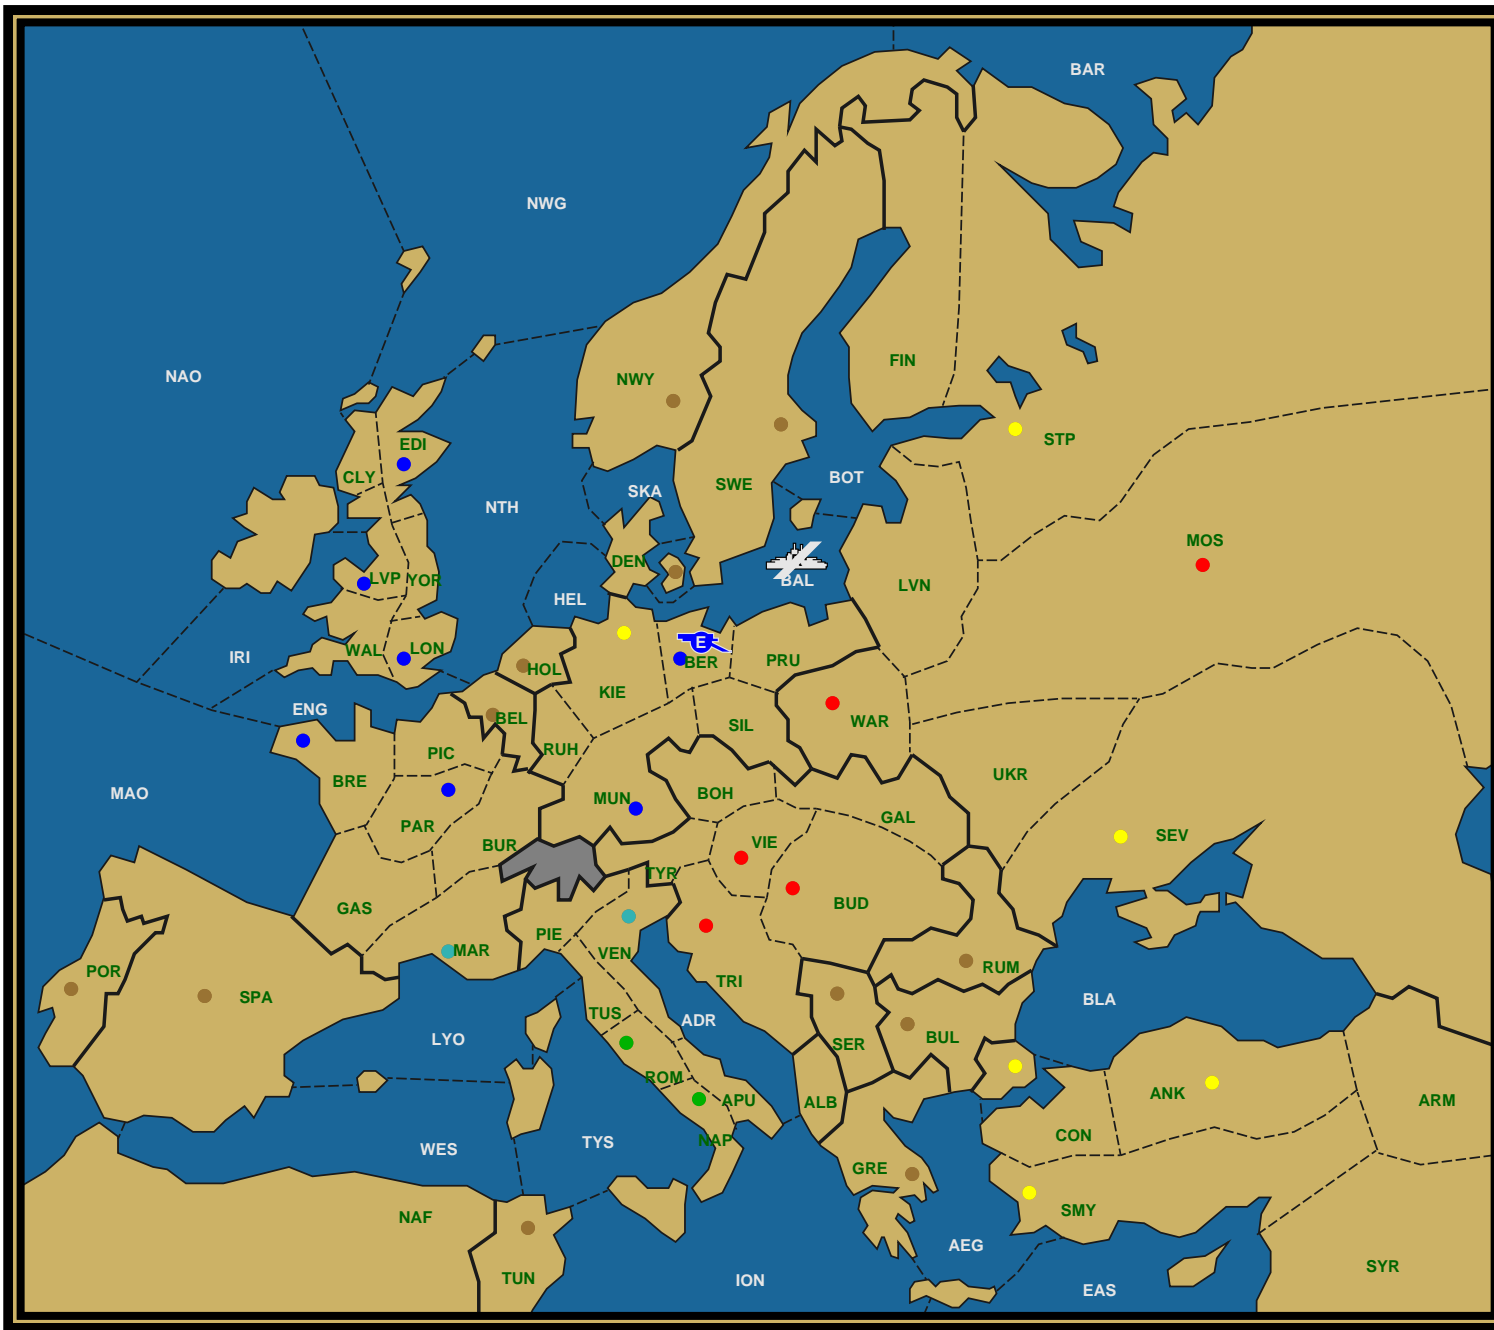 BAR
NWG
NAO
FIN
NWY
STP
EDI
CLY
SWE
BOT
SKA
NTH
MOS
DEN
LVP
YOR
BAL
LVN
HEL
E
IRI
WAL
LON
HOL
BER
PRU
KIE
ENG
BEL
WAR
SIL
PIC
RUH
BRE
UKR
MAO
MUN
BOH
PAR
GAL
SEV
BUR
VIE
TYR
GAS
BUD
PIE
MAR
VEN
POR
SPA
TRI
RUM
BLA
TUS
ADR
LYO
SER
BUL
ROM
ANK
APU
ALB
ARM
CON
WES
TYS
NAP
GRE
NAF
SMY
AEG
SYR
TUN
ION
EAS